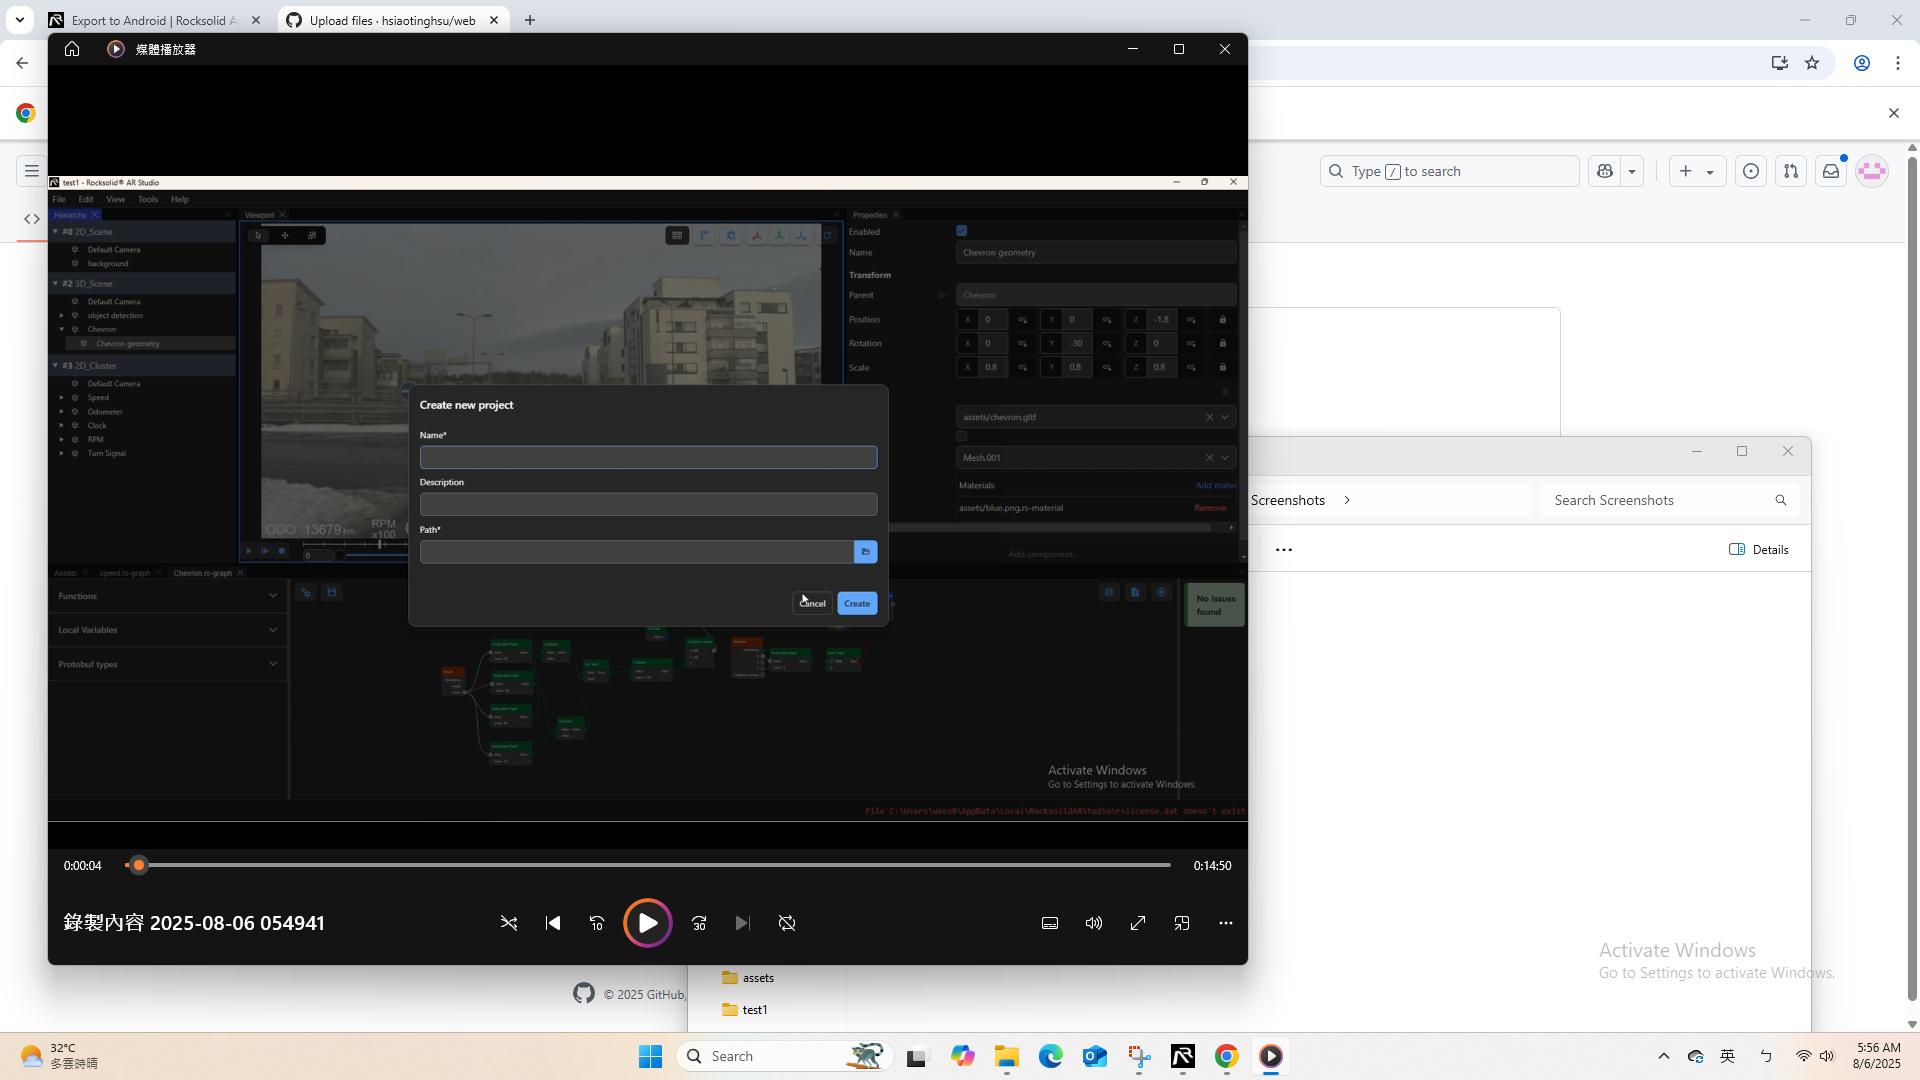 Export to Android | Rocksolid A
Upload files · hsiaotinghsu/web
媒體播放器
Type / to search
test1 - Rocksolid® AR Studio
File Edit View Tools Help
Hierarchy
#0 2D_Scene
Default Camera
background
#2 3D_Scene
Default Camera
object detection
Chevron
Chevron geometry
#3 2D_Cluster
Default Camera
Speed
Odometer
Clock
RPM
Turn Signal
Viewport
ODO 13679 km
RPM
x100
0
Properties
Enabled
Name Chevron geometry
Transform
Parent Chevron
Position X 0 Y 0 Z -1.8
Rotation X 0 Y -30 Z 0
Scale X 0.8 Y 0.8 Z 0.8
assets/chevron.gltf
Mesh.001
Materials Add mate
assets/blue.png.rs-material Remove
Add component..
Create new project
Name*
Description
Path*
Cancel Create
Assets speed.rs-graph Chevron.rs-graph
Functions
Local Variables
Protobuf types
No issues
found
Activate Windows
Go to Settings to activate Windows.
File C:\Users\wxes8\AppData\Local\RocksolidARStudio\rslicense.dat doesn't exist
0:00:04 0:14:50
錄製內容 2025-08-06 054941
10
30
Screenshots
Search Screenshots
Details
assets
test1
© 2025 GitHub,
Activate Windows
Go to Settings to activate Windows.
32°C
多雲時晴
Search
英
ㄅ
5:56 AM
8/6/2025